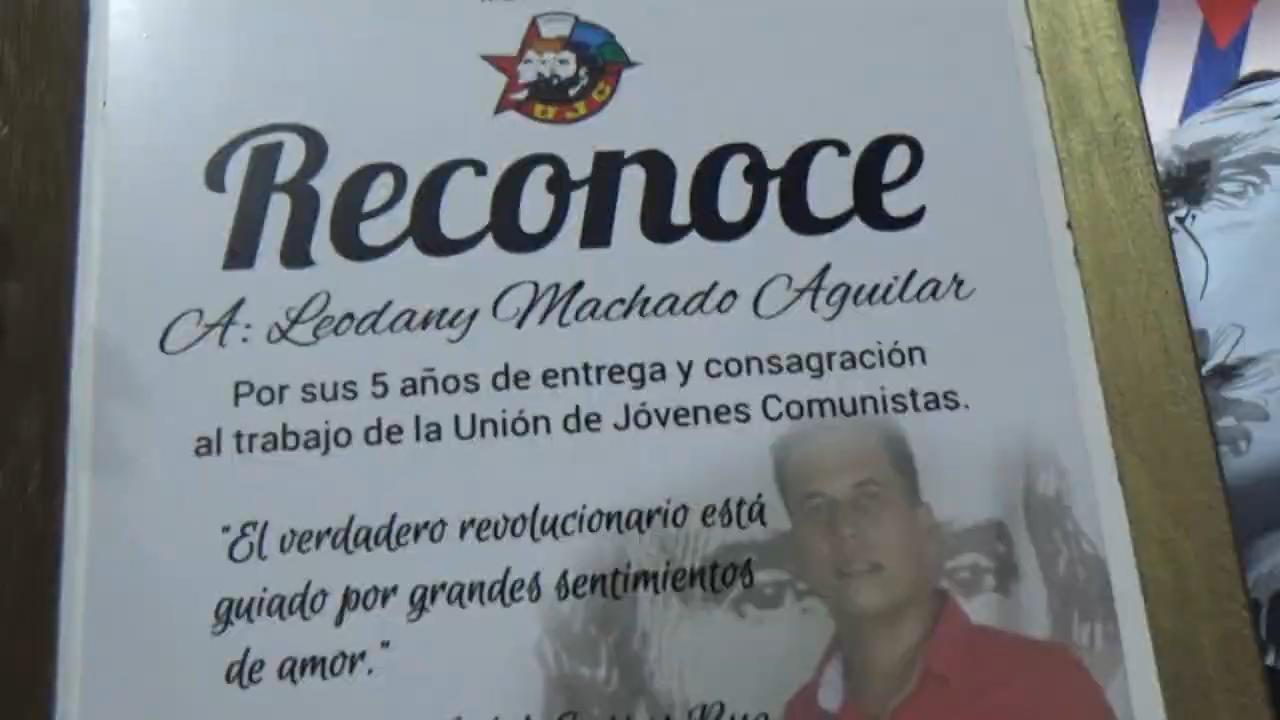 UJC
Reconoce
A: Leodany Machado Aguilar
Por sus 5 años de entrega y consagración
al trabajo de la Unión de Jóvenes Comunistas.
"El verdadero revolucionario está
guiado por grandes sentimientos
de amor."